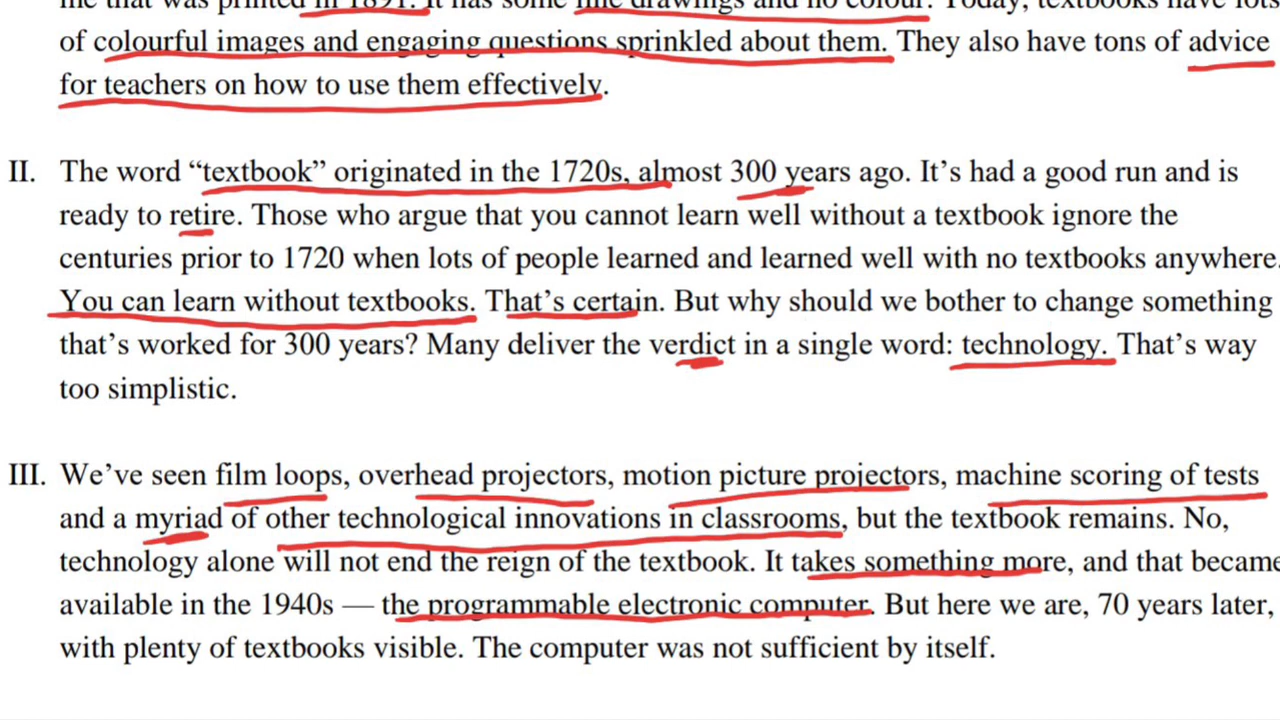 me that was printed in 1891. It has some line drawings and no colour. Today, textbooks have lots
of colourful images and engaging questions sprinkled about them. They also have tons of advice
for teachers on how to use them effectively.
II. The word “textbook” originated in the 1720s, almost 300 years ago. It’s had a good run and is
ready to retire. Those who argue that you cannot learn well without a textbook ignore the
centuries prior to 1720 when lots of people learned and learned well with no textbooks anywhere.
You can learn without textbooks. That’s certain. But why should we bother to change something
that’s worked for 300 years? Many deliver the verdict in a single word: technology. That’s way
too simplistic.
III. We’ve seen film loops, overhead projectors, motion picture projectors, machine scoring of tests
and a myriad of other technological innovations in classrooms, but the textbook remains. No,
technology alone will not end the reign of the textbook. It takes something more, and that became
available in the 1940s — the programmable electronic computer. But here we are, 70 years later,
with plenty of textbooks visible. The computer was not sufficient by itself.